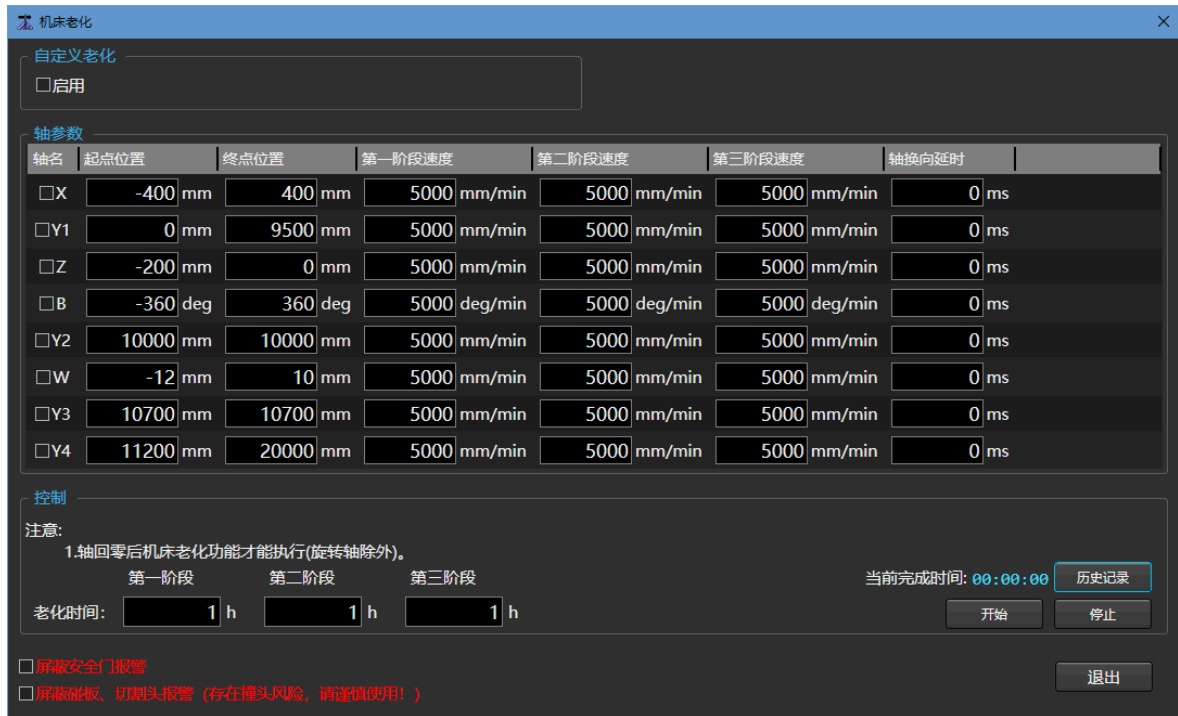 机床老化
自定义老化
启用
轴参数
轴名 起点位置 终点位置 第一阶段速度 第二阶段速度 第三阶段速度 轴换向延时
X -400 mm 400 mm 5000 mm/min 5000 mm/min 5000 mm/min 0 ms
Y1 0 mm 9500 mm 5000 mm/min 5000 mm/min 5000 mm/min 0 ms
Z -200 mm 0 mm 5000 mm/min 5000 mm/min 5000 mm/min 0 ms
B -360 deg 360 deg 5000 deg/min 5000 deg/min 5000 deg/min 0 ms
Y2 10000 mm 10000 mm 5000 mm/min 5000 mm/min 5000 mm/min 0 ms
W -12 mm 10 mm 5000 mm/min 5000 mm/min 5000 mm/min 0 ms
Y3 10700 mm 10700 mm 5000 mm/min 5000 mm/min 5000 mm/min 0 ms
Y4 11200 mm 20000 mm 5000 mm/min 5000 mm/min 5000 mm/min 0 ms
控制
注意:
1.轴回零后机床老化功能才能执行(旋转轴除外)。
第一阶段 第二阶段 第三阶段
当前完成时间: 00:00:00 历史记录
老化时间: 1 h 1 h 1 h
开始 停止
屏蔽安全门报警
屏蔽碰板、切割头报警（存在撞头风险，请谨慎使用！）
退出